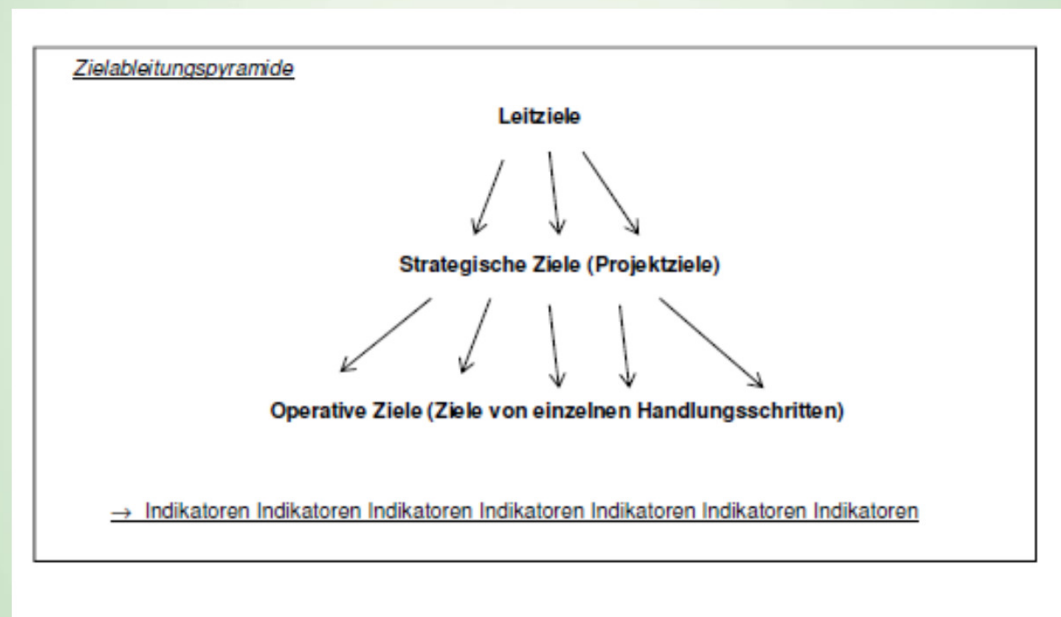 Zielableitungspyramide
Leitziele
Strategische Ziele (Projektziele)
Operative Ziele (Ziele von einzelnen Handlungsschritten)
→ Indikatoren Indikatoren Indikatoren Indikatoren Indikatoren Indikatoren Indikatoren